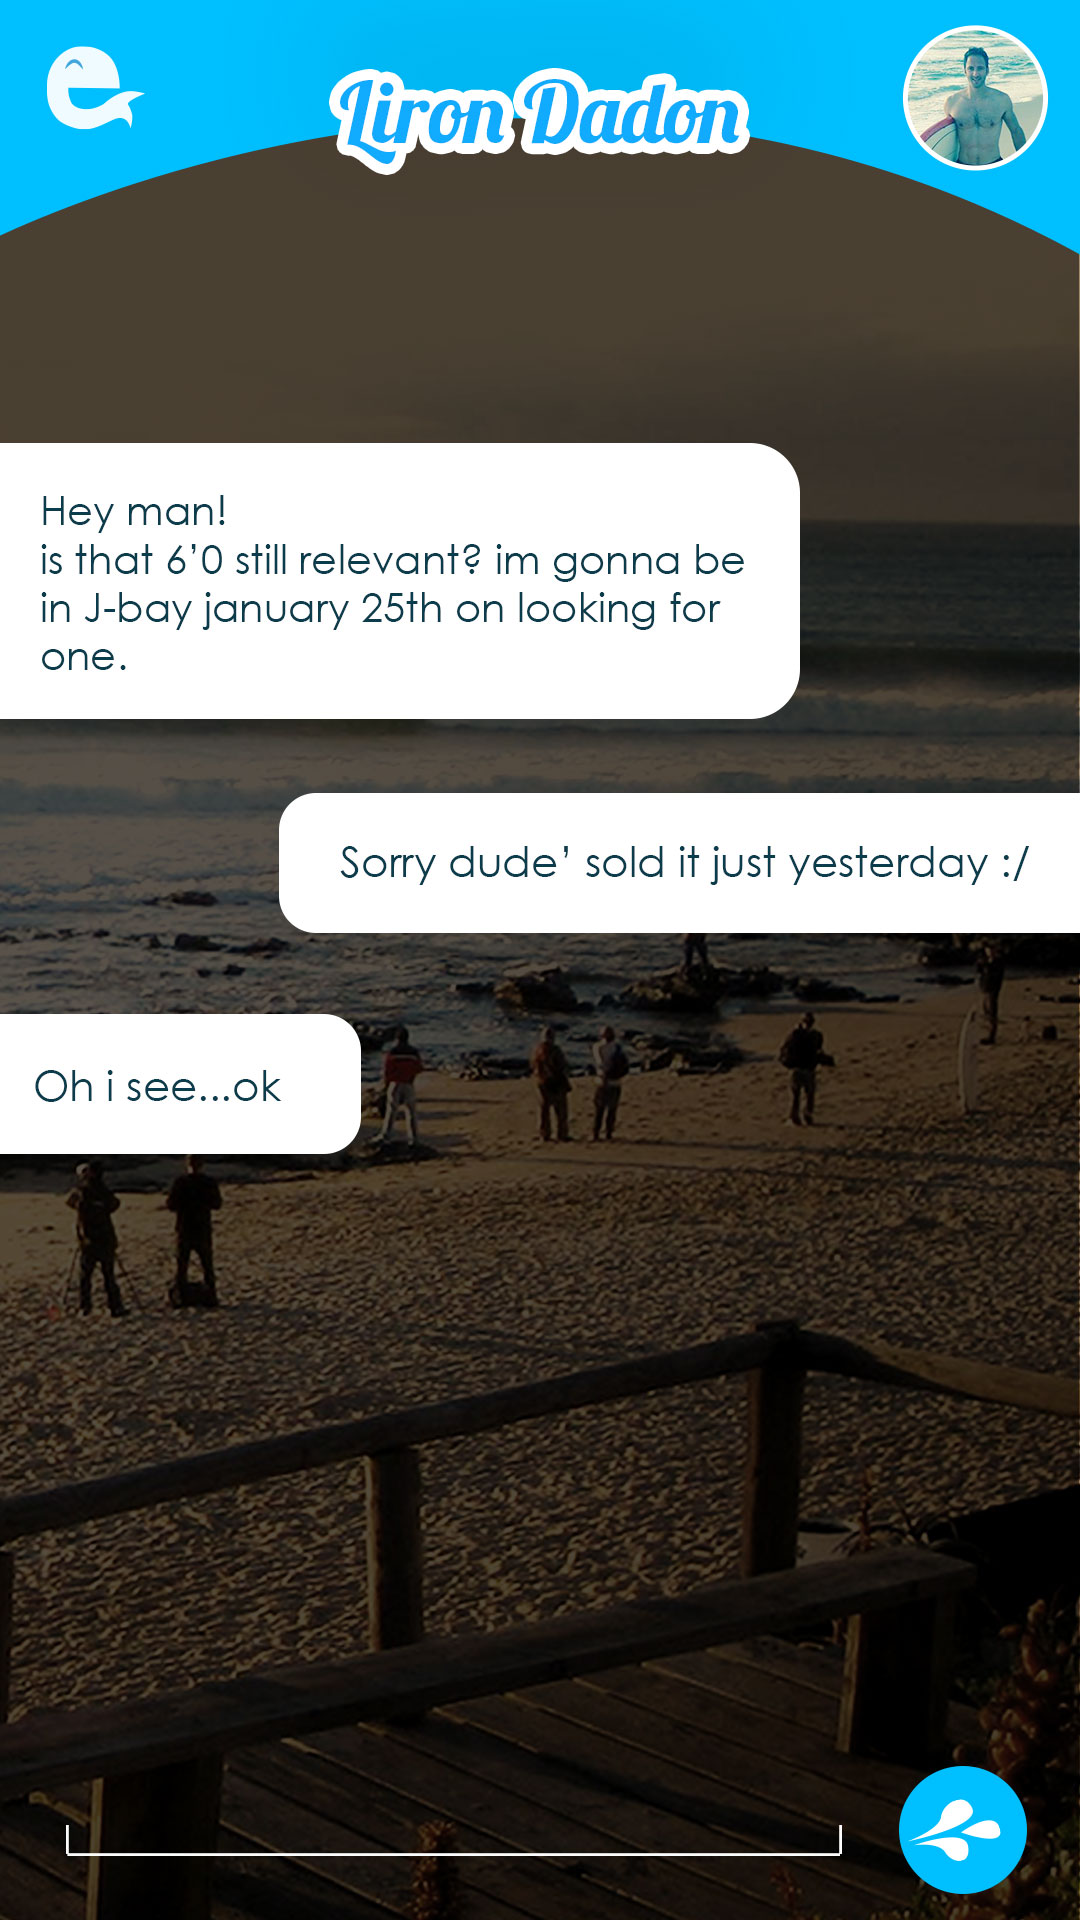 Liron Dadon
Hey man!
is that 6’0 still relevant? im gonna be
in J-bay january 25th on looking for
one.
Sorry dude’ sold it just yesterday :/
Oh i see...ok